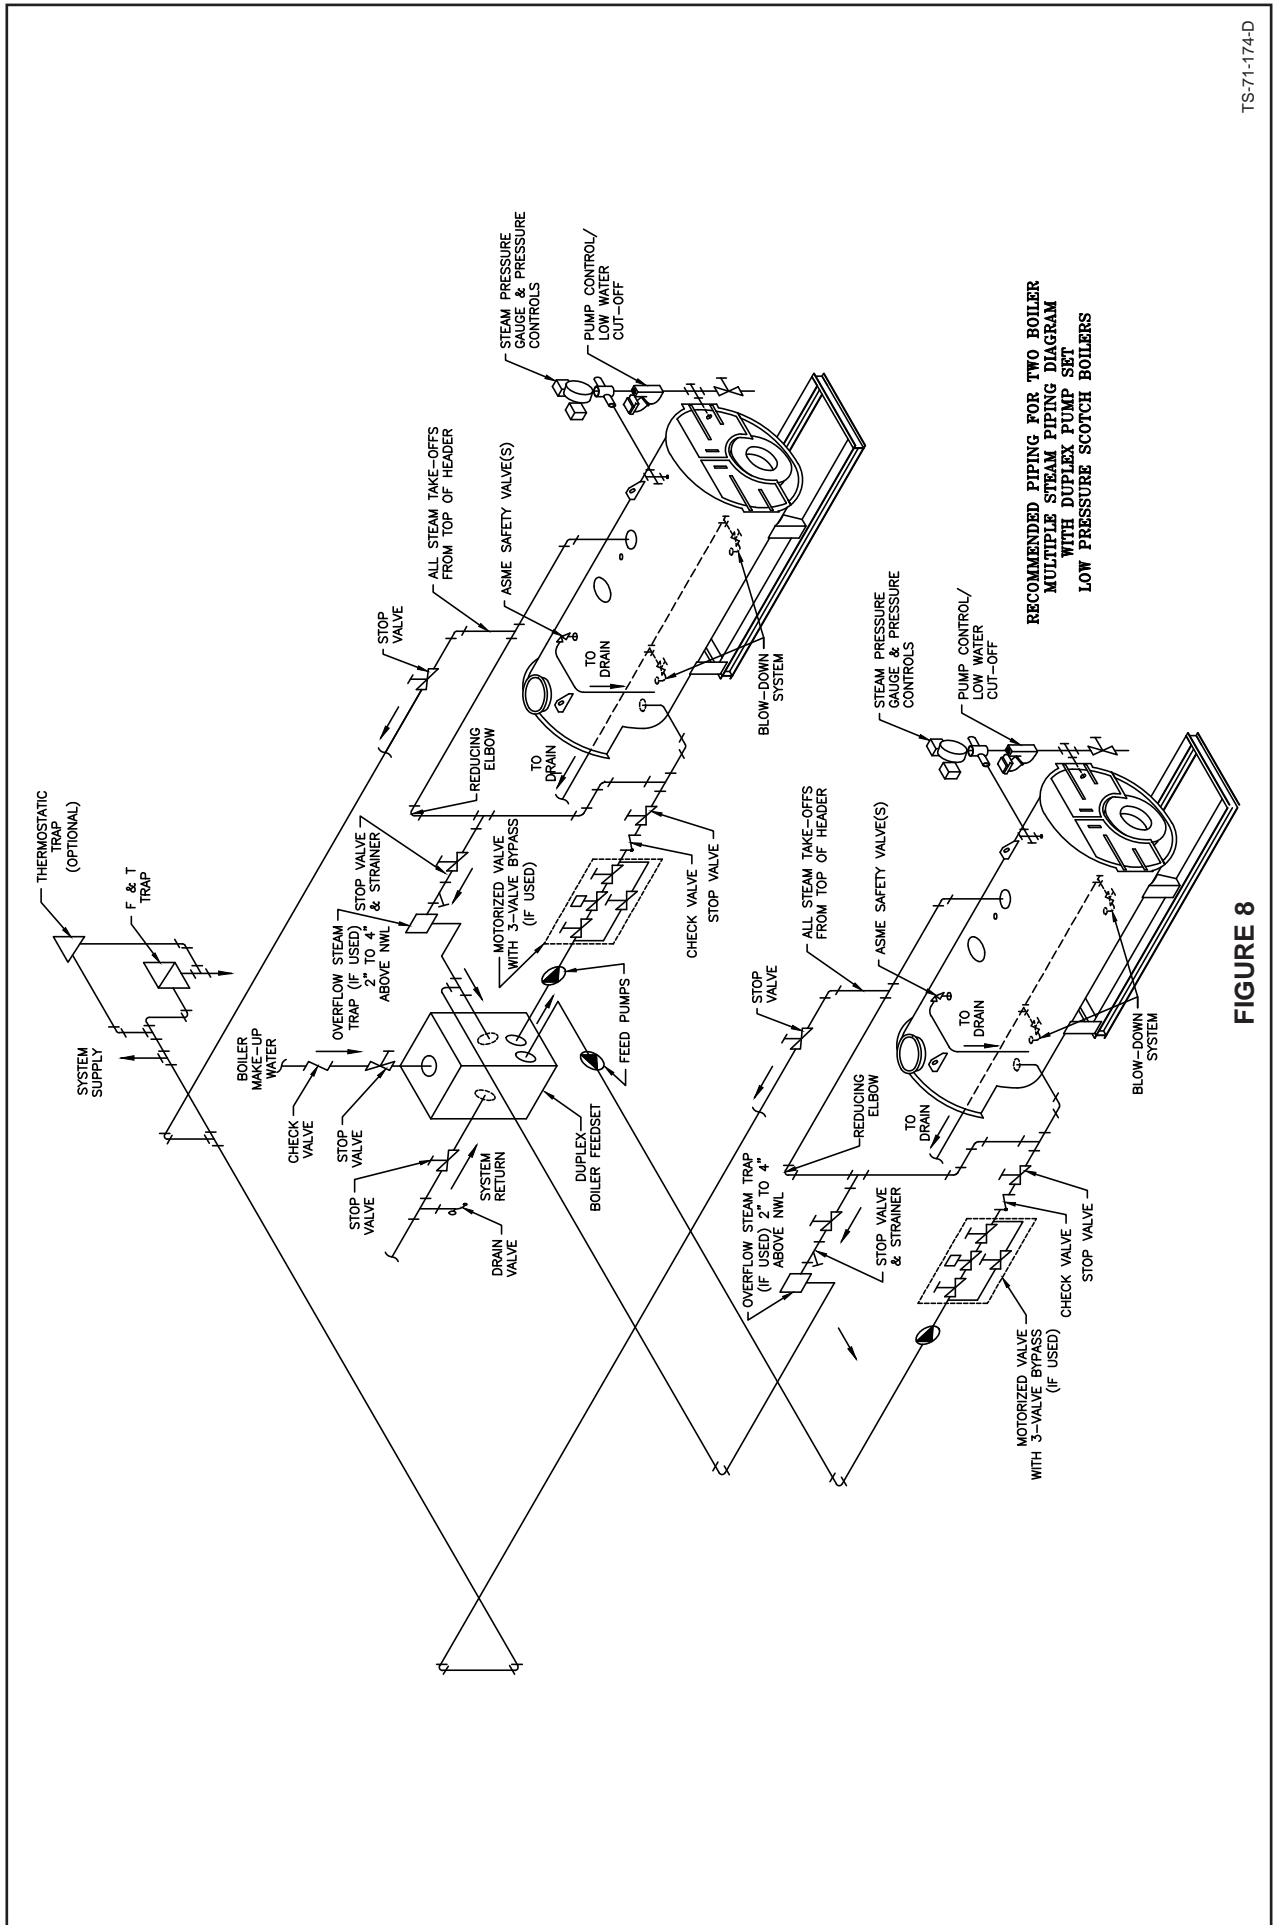 TS-71-174-D
THERMOSTATIC
TRAP
(OPTIONAL)
F & T
TRAP
SYSTEM
SUPPLY
BOILER
MAKE-UP
WATER
CHECK
VALVE
STOP
VALVE
STOP
VALVE
SYSTEM
RETURN
DRAIN
VALVE
DUPLEX
BOILER FEEDSET
OVERFLOW STEAM
TRAP (IF USED)
2" TO 4"
ABOVE NWL
STOP VALVE
& STRAINER
STOP
VALVE
REDUCING
ELBOW
ALL STEAM TAKE-OFFS
FROM TOP OF HEADER
ASME SAFETY VALVE(S)
STEAM PRESSURE
GAUGE & PRESSURE
CONTROLS
PUMP CONTROL/
LOW WATER
CUT-OFF
TO
DRAIN
TO
DRAIN
BLOW-DOWN
SYSTEM
MOTORIZED VALVE
WITH 3-VALVE BYPASS
(IF USED)
CHECK VALVE
STOP VALVE
FEED PUMPS
STOP
VALVE
ALL STEAM TAKE-OFFS
FROM TOP OF HEADER
ASME SAFETY VALVE(S)
STEAM PRESSURE
GAUGE & PRESSURE
CONTROLS
PUMP CONTROL/
LOW WATER
CUT-OFF
REDUCING
ELBOW
TO
DRAIN
TO
DRAIN
BLOW-DOWN
SYSTEM
OVERFLOW STEAM TRAP
(IF USED) 2" TO 4"
ABOVE NWL
STOP VALVE
& STRAINER
CHECK VALVE
STOP VALVE
MOTORIZED VALVE
WITH 3-VALVE BYPASS
(IF USED)
RECOMMENDED PIPING FOR TWO BOILER
MULTIPLE STEAM PIPING DIAGRAM
WITH DUPLEX PUMP SET
LOW PRESSURE SCOTCH BOILERS
FIGURE 8